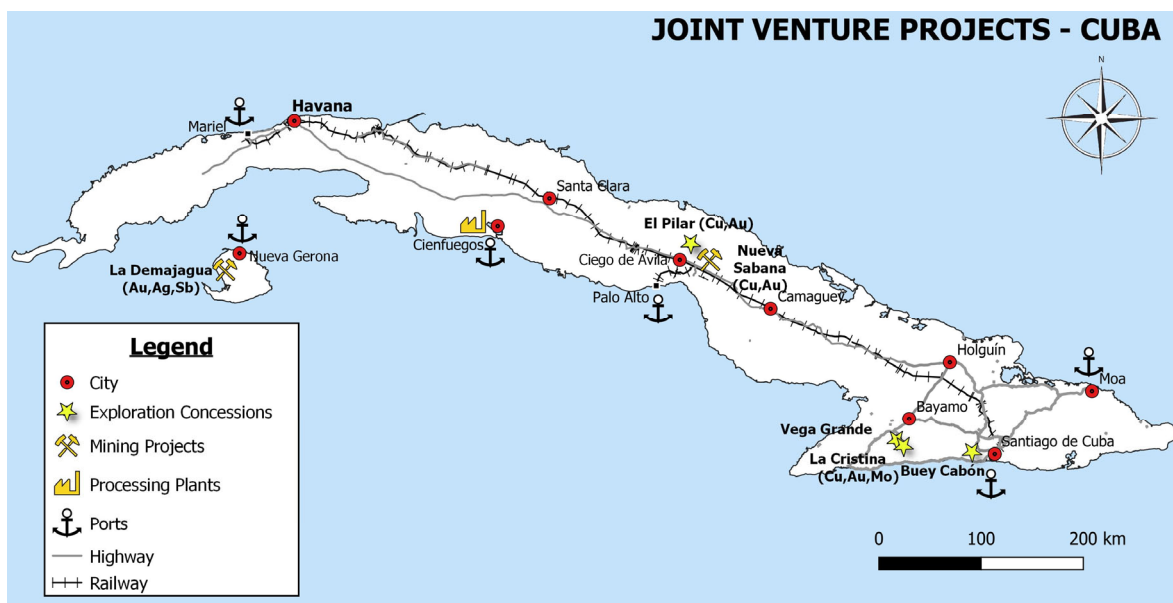 JOINT VENTURE PROJECTS - CUBA
N
Havana
Mariel
Santa Clara
El Pilar (Cu,Au)
Cienfuegos
Nueva Gerona
La Demajagua
(Au,Ag,Sb)
Ciego de Avila
Nueva
Sabana
(Cu,Au)
Palo Alto
Camaguey
Holguín
Moa
Bayamo
Vega Grande
Santiago de Cuba
La Cristina
(Cu,Au,Mo)
Buey Cabón
Legend
City
Exploration Concessions
Mining Projects
Processing Plants
Ports
Highway
Railway
0 100 200 km